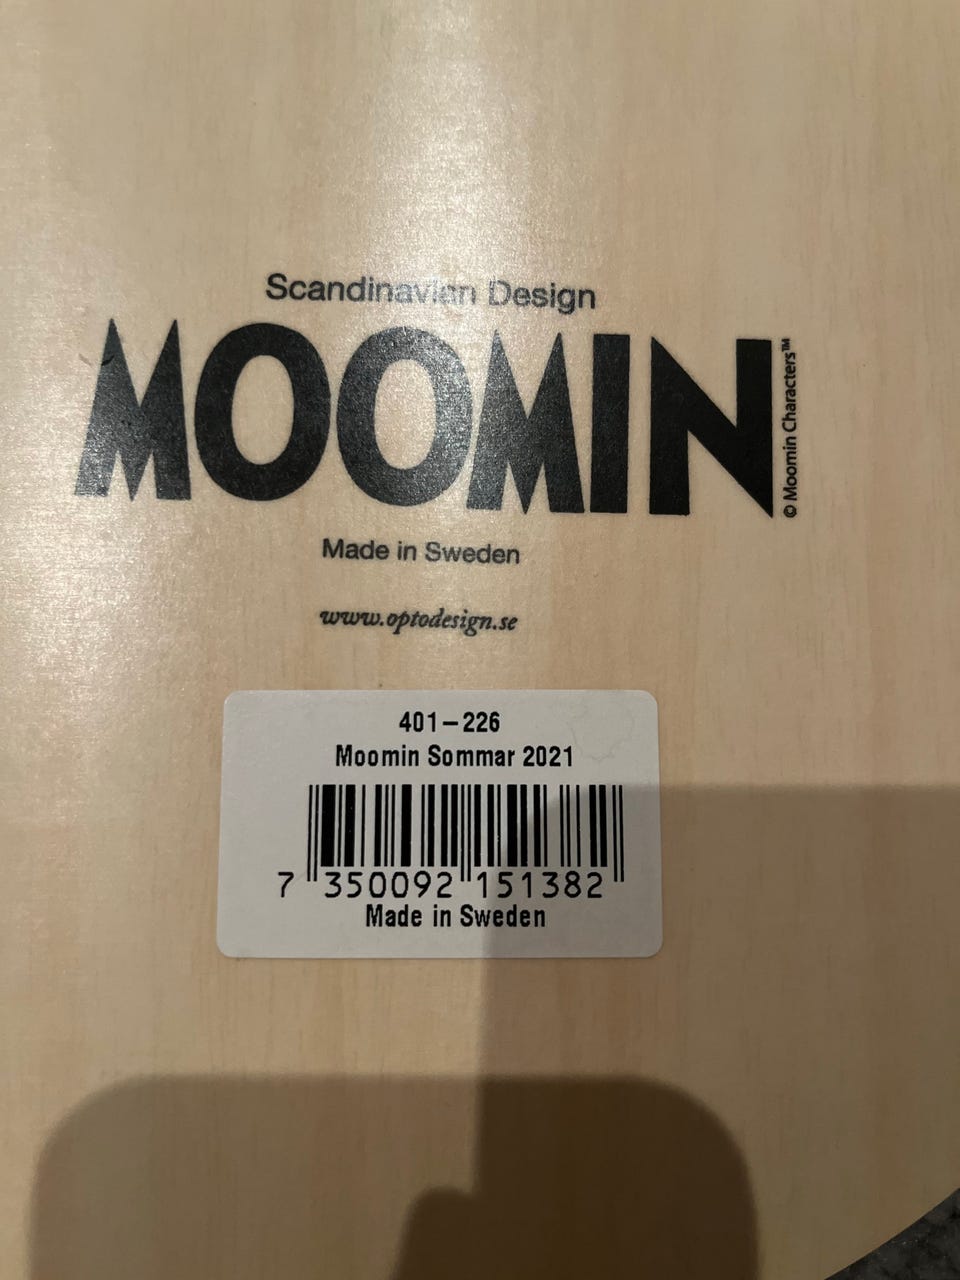 Scandinavian Design
MOOMIN
© Moomin Characters™
Made in Sweden
www.optodesign.se
401-226
Moomin Sommar 2021
7 350092 151382
Made in Sweden